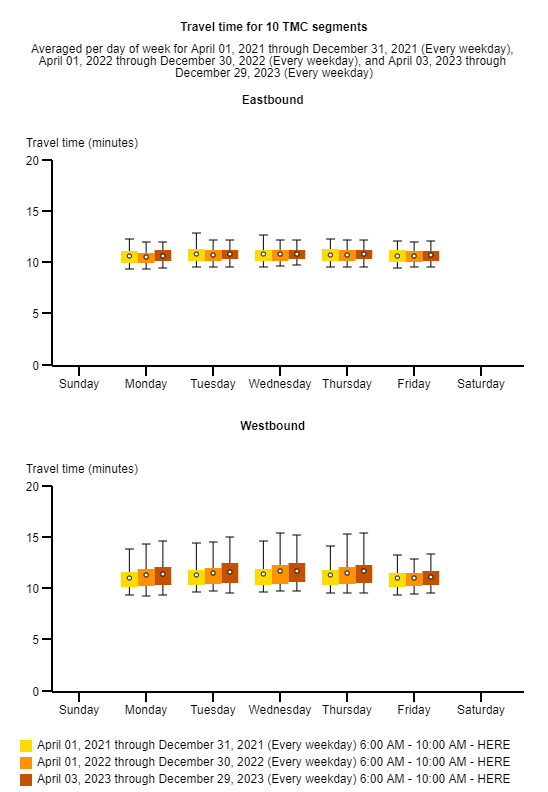 Travel time for 10 TMC segments
Averaged per day of week for April 01, 2021 through December 31, 2021 (Every weekday),
April 01, 2022 through December 30, 2022 (Every weekday), and April 03, 2023 through
December 29, 2023 (Every weekday)
Eastbound
Travel time (minutes)
20
15
10
5
0
Sunday Monday Tuesday Wednesday Thursday Friday Saturday
Westbound
Travel time (minutes)
20
15
10
5
0
Sunday Monday Tuesday Wednesday Thursday Friday Saturday
April 01, 2021 through December 31, 2021 (Every weekday) 6:00 AM - 10:00 AM - HERE
April 01, 2022 through December 30, 2022 (Every weekday) 6:00 AM - 10:00 AM - HERE
April 03, 2023 through December 29, 2023 (Every weekday) 6:00 AM - 10:00 AM - HERE